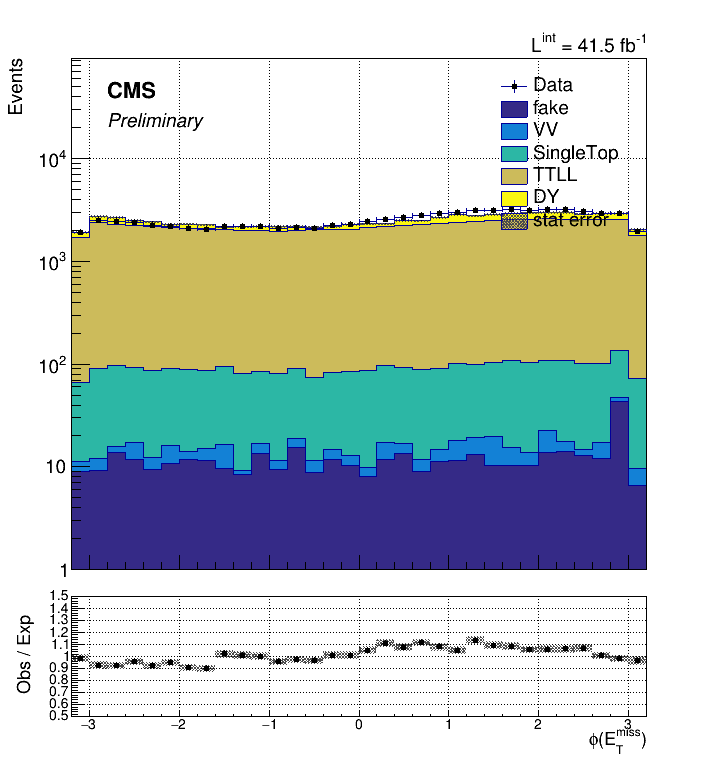 L^int = 41.5 fb^-1
Events
CMS
Preliminary
Data
fake
VV
SingleTop
TTLL
DY
stat error
10^4
10^3
10^2
10
1
Obs / Exp
1.5
1.4
1.3
1.2
1.1
1
0.9
0.8
0.7
0.6
0.5
−3 −2 −1 0 1 2 3
ϕ(E_T^miss)